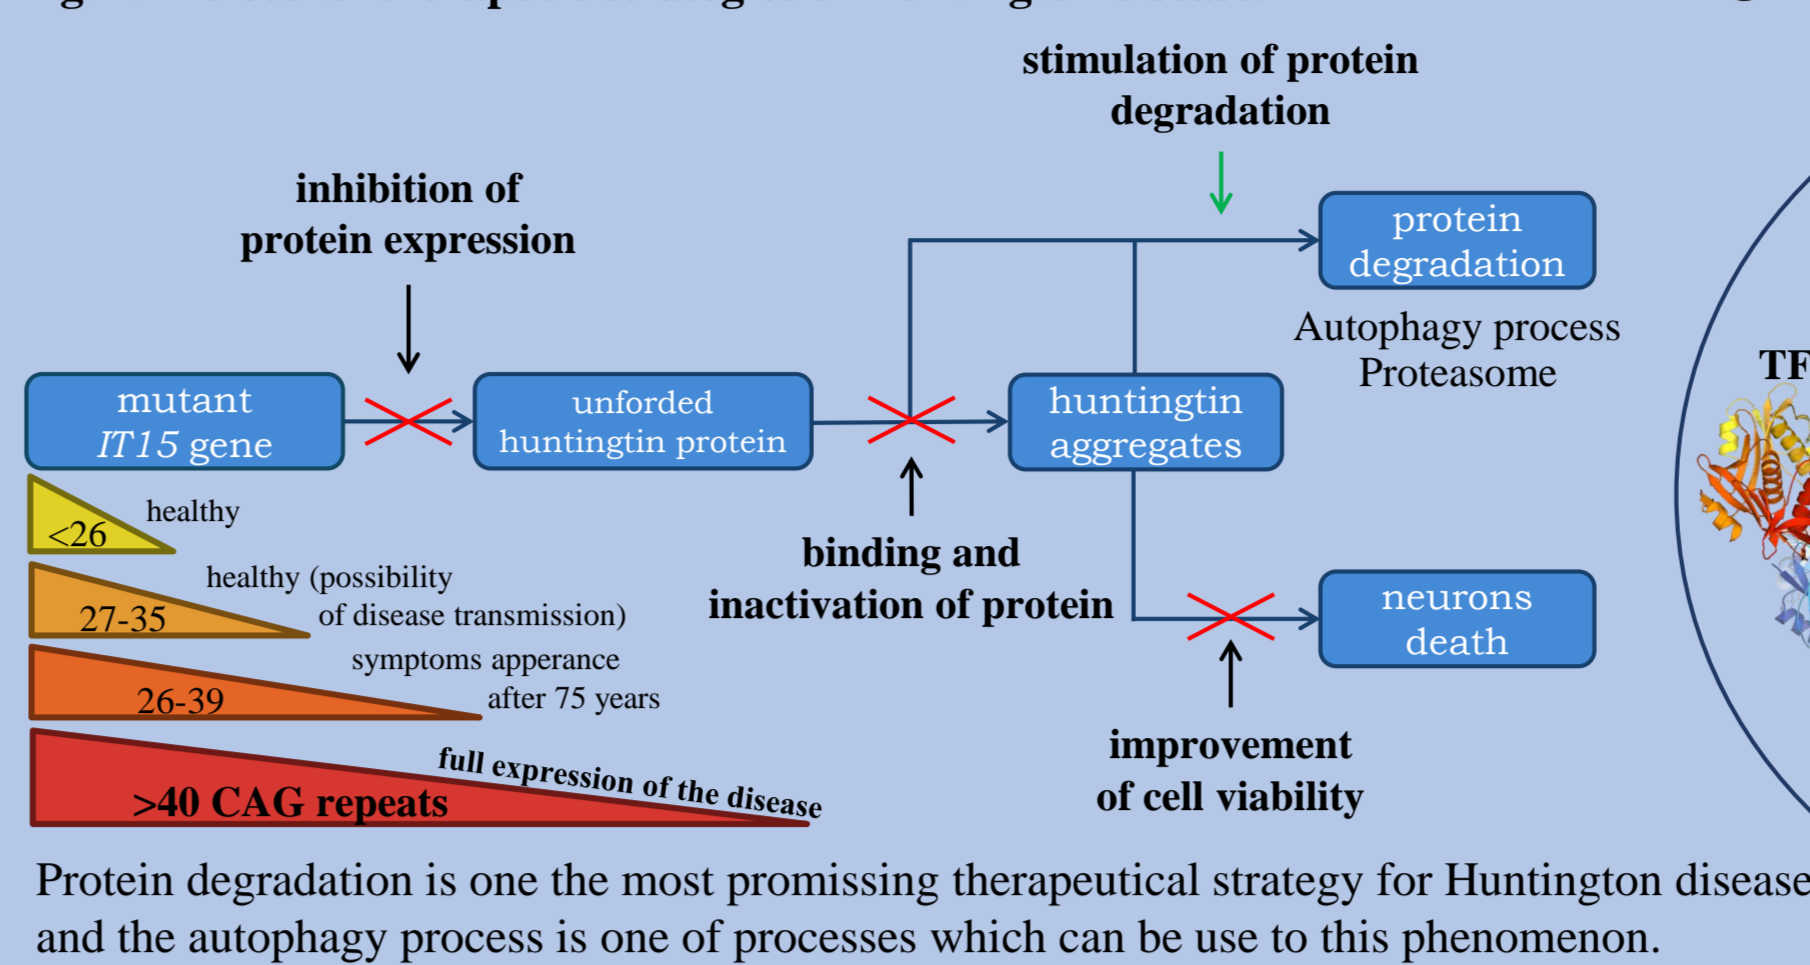 stimulation of protein
degradation
inhibition of
protein expression
protein
degradation
Autophagy process
Proteasome
mutant
IT15 gene
unforded
huntingtin protein
huntingtin
aggregates
TF
<26
healthy
27-35
healthy (possibility
of disease transmission)
26-39
symptoms apperance
after 75 years
>40 CAG repeats
full expression of the disease
binding and
inactivation of protein
neurons
death
improvement
of cell viability
Protein degradation is one the most promissing therapeutical strategy for Huntington disease
and the autophagy process is one of processes which can be use to this phenomenon.